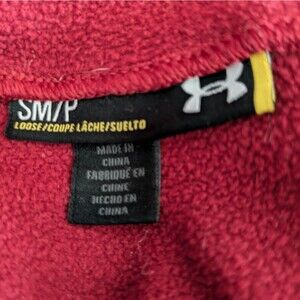 SM/P
LOOSE/COUPE LÂCHE/SUELTO
MADE IN
CHINA
FABRIQUÉ EN
CHINE
HECHO EN
CHINA